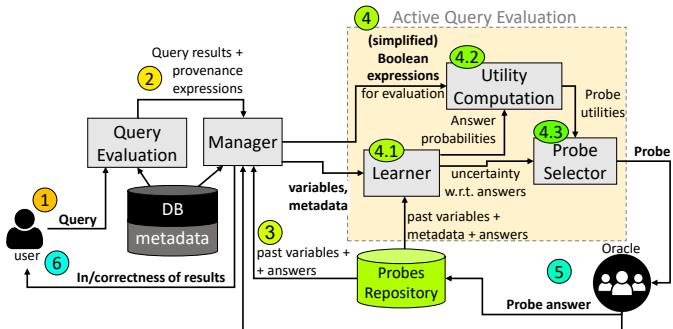 4
Active Query Evaluation
Query results +
provenance
expressions
2
(simplified)
Boolean
expressions
for evaluation
4.2
Utility
Computation
Probe
utilities
Answer
probabilities
Query
Evaluation
Manager
4.1
Learner
4.3
Probe
Selector
Probe
variables,
metadata
uncertainty
w.r.t. answers
1
Query
DB
metadata
3
past variables +
+ answers
past variables +
metadata + answers
user
6
In/correctness of results
Probes
Repository
5
Oracle
Probe answer